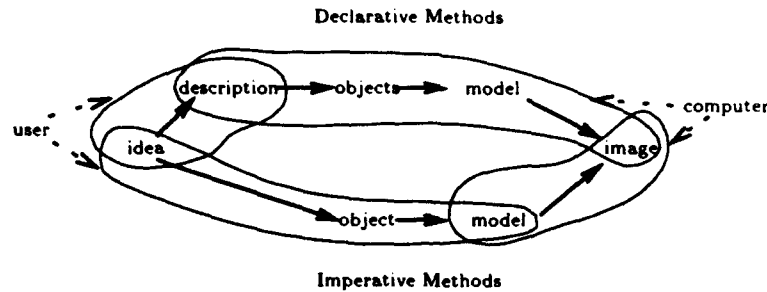 Declarative Methods
description objects model
computer
user
idea image
object model
Imperative Methods